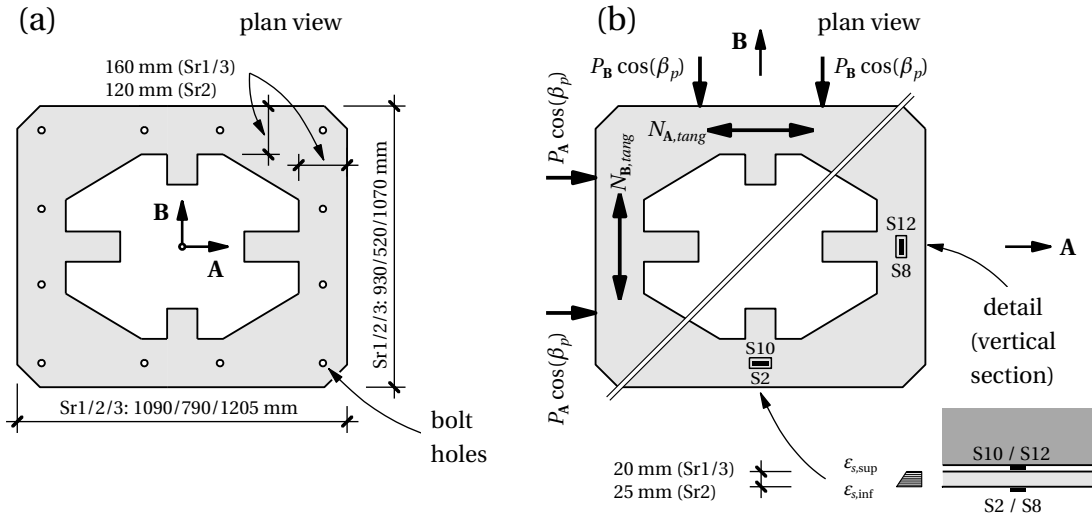 (a)
plan view
160 mm (Sr1/3)
120 mm (Sr2)
B
A
Sr1/2/3: 930/520/1070 mm
Sr1/2/3: 1090/790/1205 mm
bolt
holes
(b)
plan view
B
P_B cos(β_p)
P_B cos(β_p)
P_A cos(β_p)
N_A,tang
N_B,tang
S12
S8
A
detail
(vertical
section)
S10
S2
P_A cos(β_p)
20 mm (Sr1/3)
25 mm (Sr2)
ε_s,sup
ε_s,inf
S10 / S12
S2 / S8